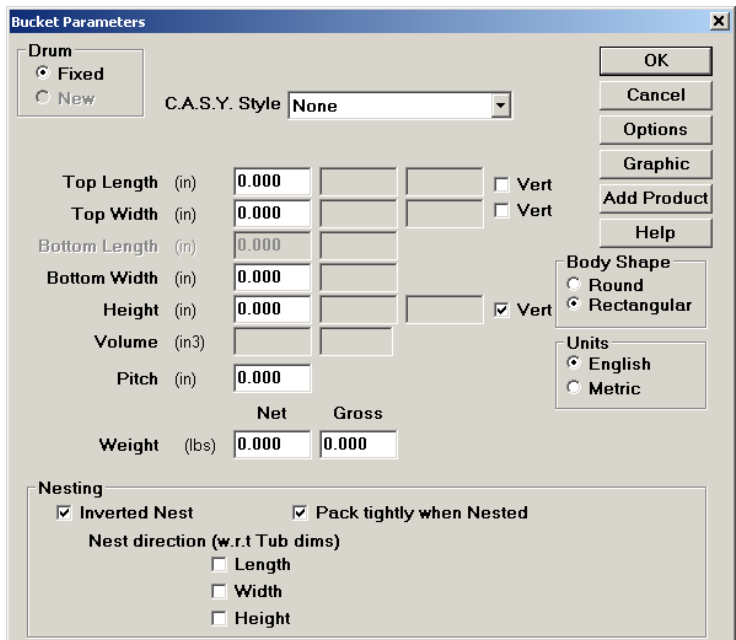 Bucket Parameters
Drum
Fixed
New
C.A.S.Y. Style None
OK
Cancel
Options
Graphic
Add Product
Help
Top Length (in) 0.000 Vert
Top Width (in) 0.000 Vert
Bottom Length (in) 0.000
Bottom Width (in) 0.000
Height (in) 0.000 Vert
Volume (in3)
Pitch (in) 0.000
Net Gross
Weight (lbs) 0.000 0.000
Body Shape
Round
Rectangular
Units
English
Metric
Nesting
Inverted Nest Pack tightly when Nested
Nest direction (w.r.t Tub dims)
Length
Width
Height